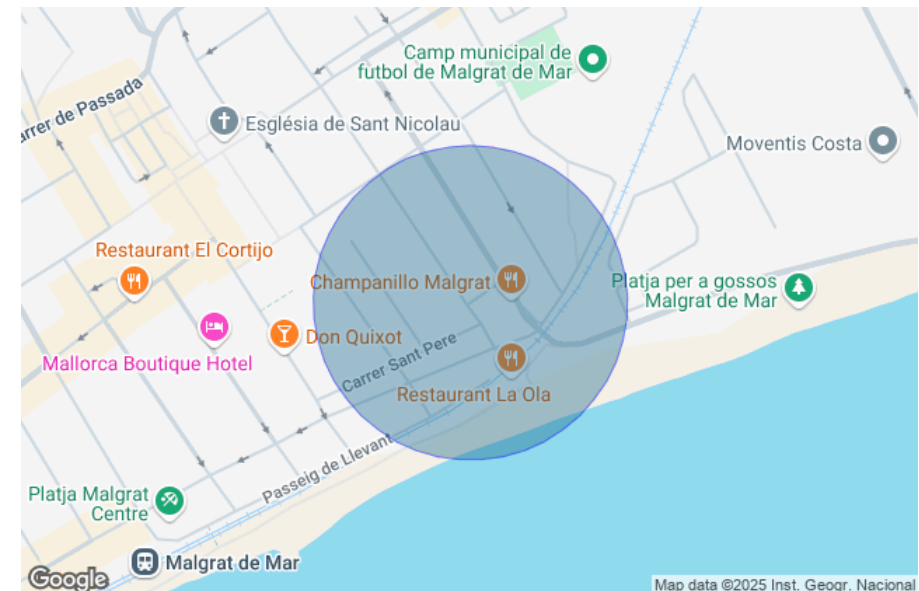 Camp municipal de
futbol de Malgrat de Mar
arrer de Passada
Església de Sant Nicolau
Moventis Costa
Restaurant El Cortijo
Champanillo Malgrat
Platja per a gossos
Malgrat de Mar
Don Quixot
Mallorca Boutique Hotel
Carrer Sant Pere
Restaurant La Ola
Passeig de Llevant
Platja Malgrat
Centre
Malgrat de Mar
Google
Map data ©2025 Inst. Geogr. Nacional